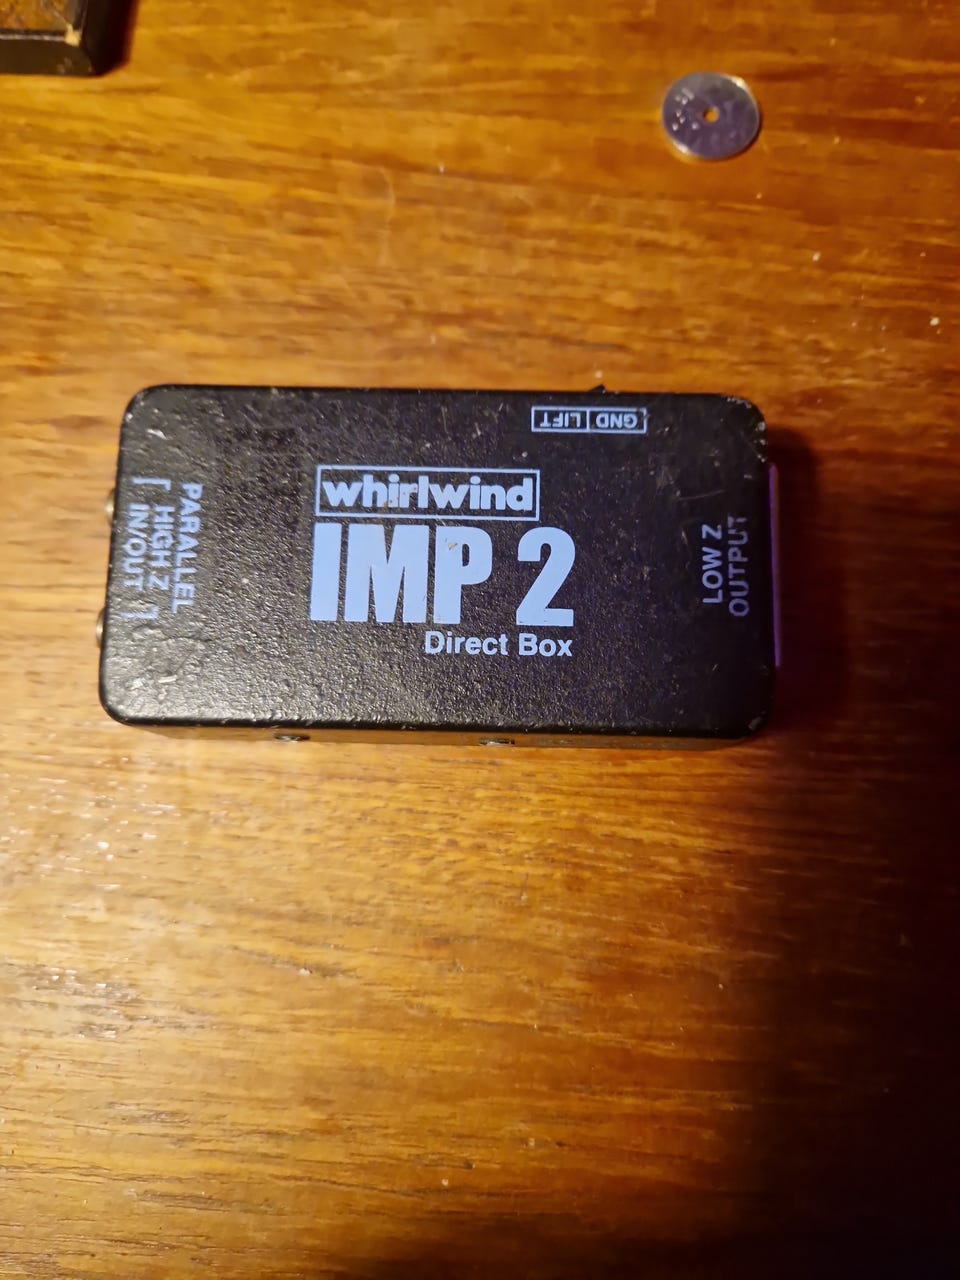 GND LIFT
whirlwind
IMP 2
Direct Box
PARALLEL
HIGH Z
IN/OUT
LOW Z
OUTPUT